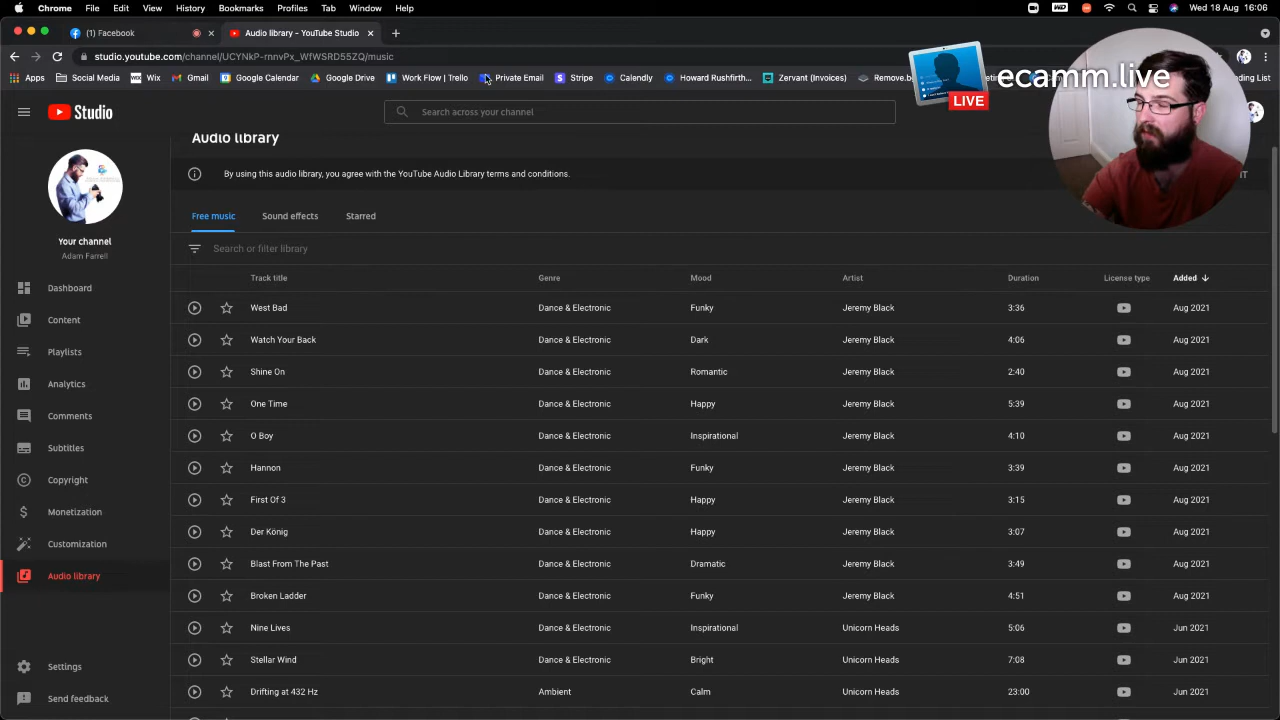 Chrome File Edit View History Bookmarks Profiles Tab Window Help WD Wed 18 Aug 16:06
Facebook Audio library - YouTube Studio
studio.youtube.com/channel/UCYNkP-rnnvPx_WfWSRD55ZQ/music
Apps Social Media Wix Gmail Google Calendar Google Drive Work Flow | Trello Private Email Stripe Calendly Howard Rushfirth... Zervant (Invoices) Remove.b
LIVE ecamm.live
Studio Search across your channel
Audio library
By using this audio library, you agree with the YouTube Audio Library terms and conditions.
Free music Sound effects Starred
Your channel
Adam Farrell
Search or filter library
Track title Genre Mood Artist Duration License type Added
Dashboard
Content
Playlists
Analytics
Comments
Subtitles
Copyright
Monetization
Customization
Audio library
Settings
Send feedback
West Bad Dance & Electronic Funky Jeremy Black 3:36 Aug 2021
Watch Your Back Dance & Electronic Dark Jeremy Black 4:06 Aug 2021
Shine On Dance & Electronic Romantic Jeremy Black 2:40 Aug 2021
One Time Dance & Electronic Happy Jeremy Black 5:39 Aug 2021
O Boy Dance & Electronic Inspirational Jeremy Black 4:10 Aug 2021
Hannon Dance & Electronic Funky Jeremy Black 3:39 Aug 2021
First Of 3 Dance & Electronic Happy Jeremy Black 3:15 Aug 2021
Der König Dance & Electronic Happy Jeremy Black 3:07 Aug 2021
Blast From The Past Dance & Electronic Dramatic Jeremy Black 3:49 Aug 2021
Broken Ladder Dance & Electronic Funky Jeremy Black 4:51 Aug 2021
Nine Lives Dance & Electronic Inspirational Unicorn Heads 5:06 Jun 2021
Stellar Wind Dance & Electronic Bright Unicorn Heads 7:08 Jun 2021
Drifting at 432 Hz Ambient Calm Unicorn Heads 23:00 Jun 2021